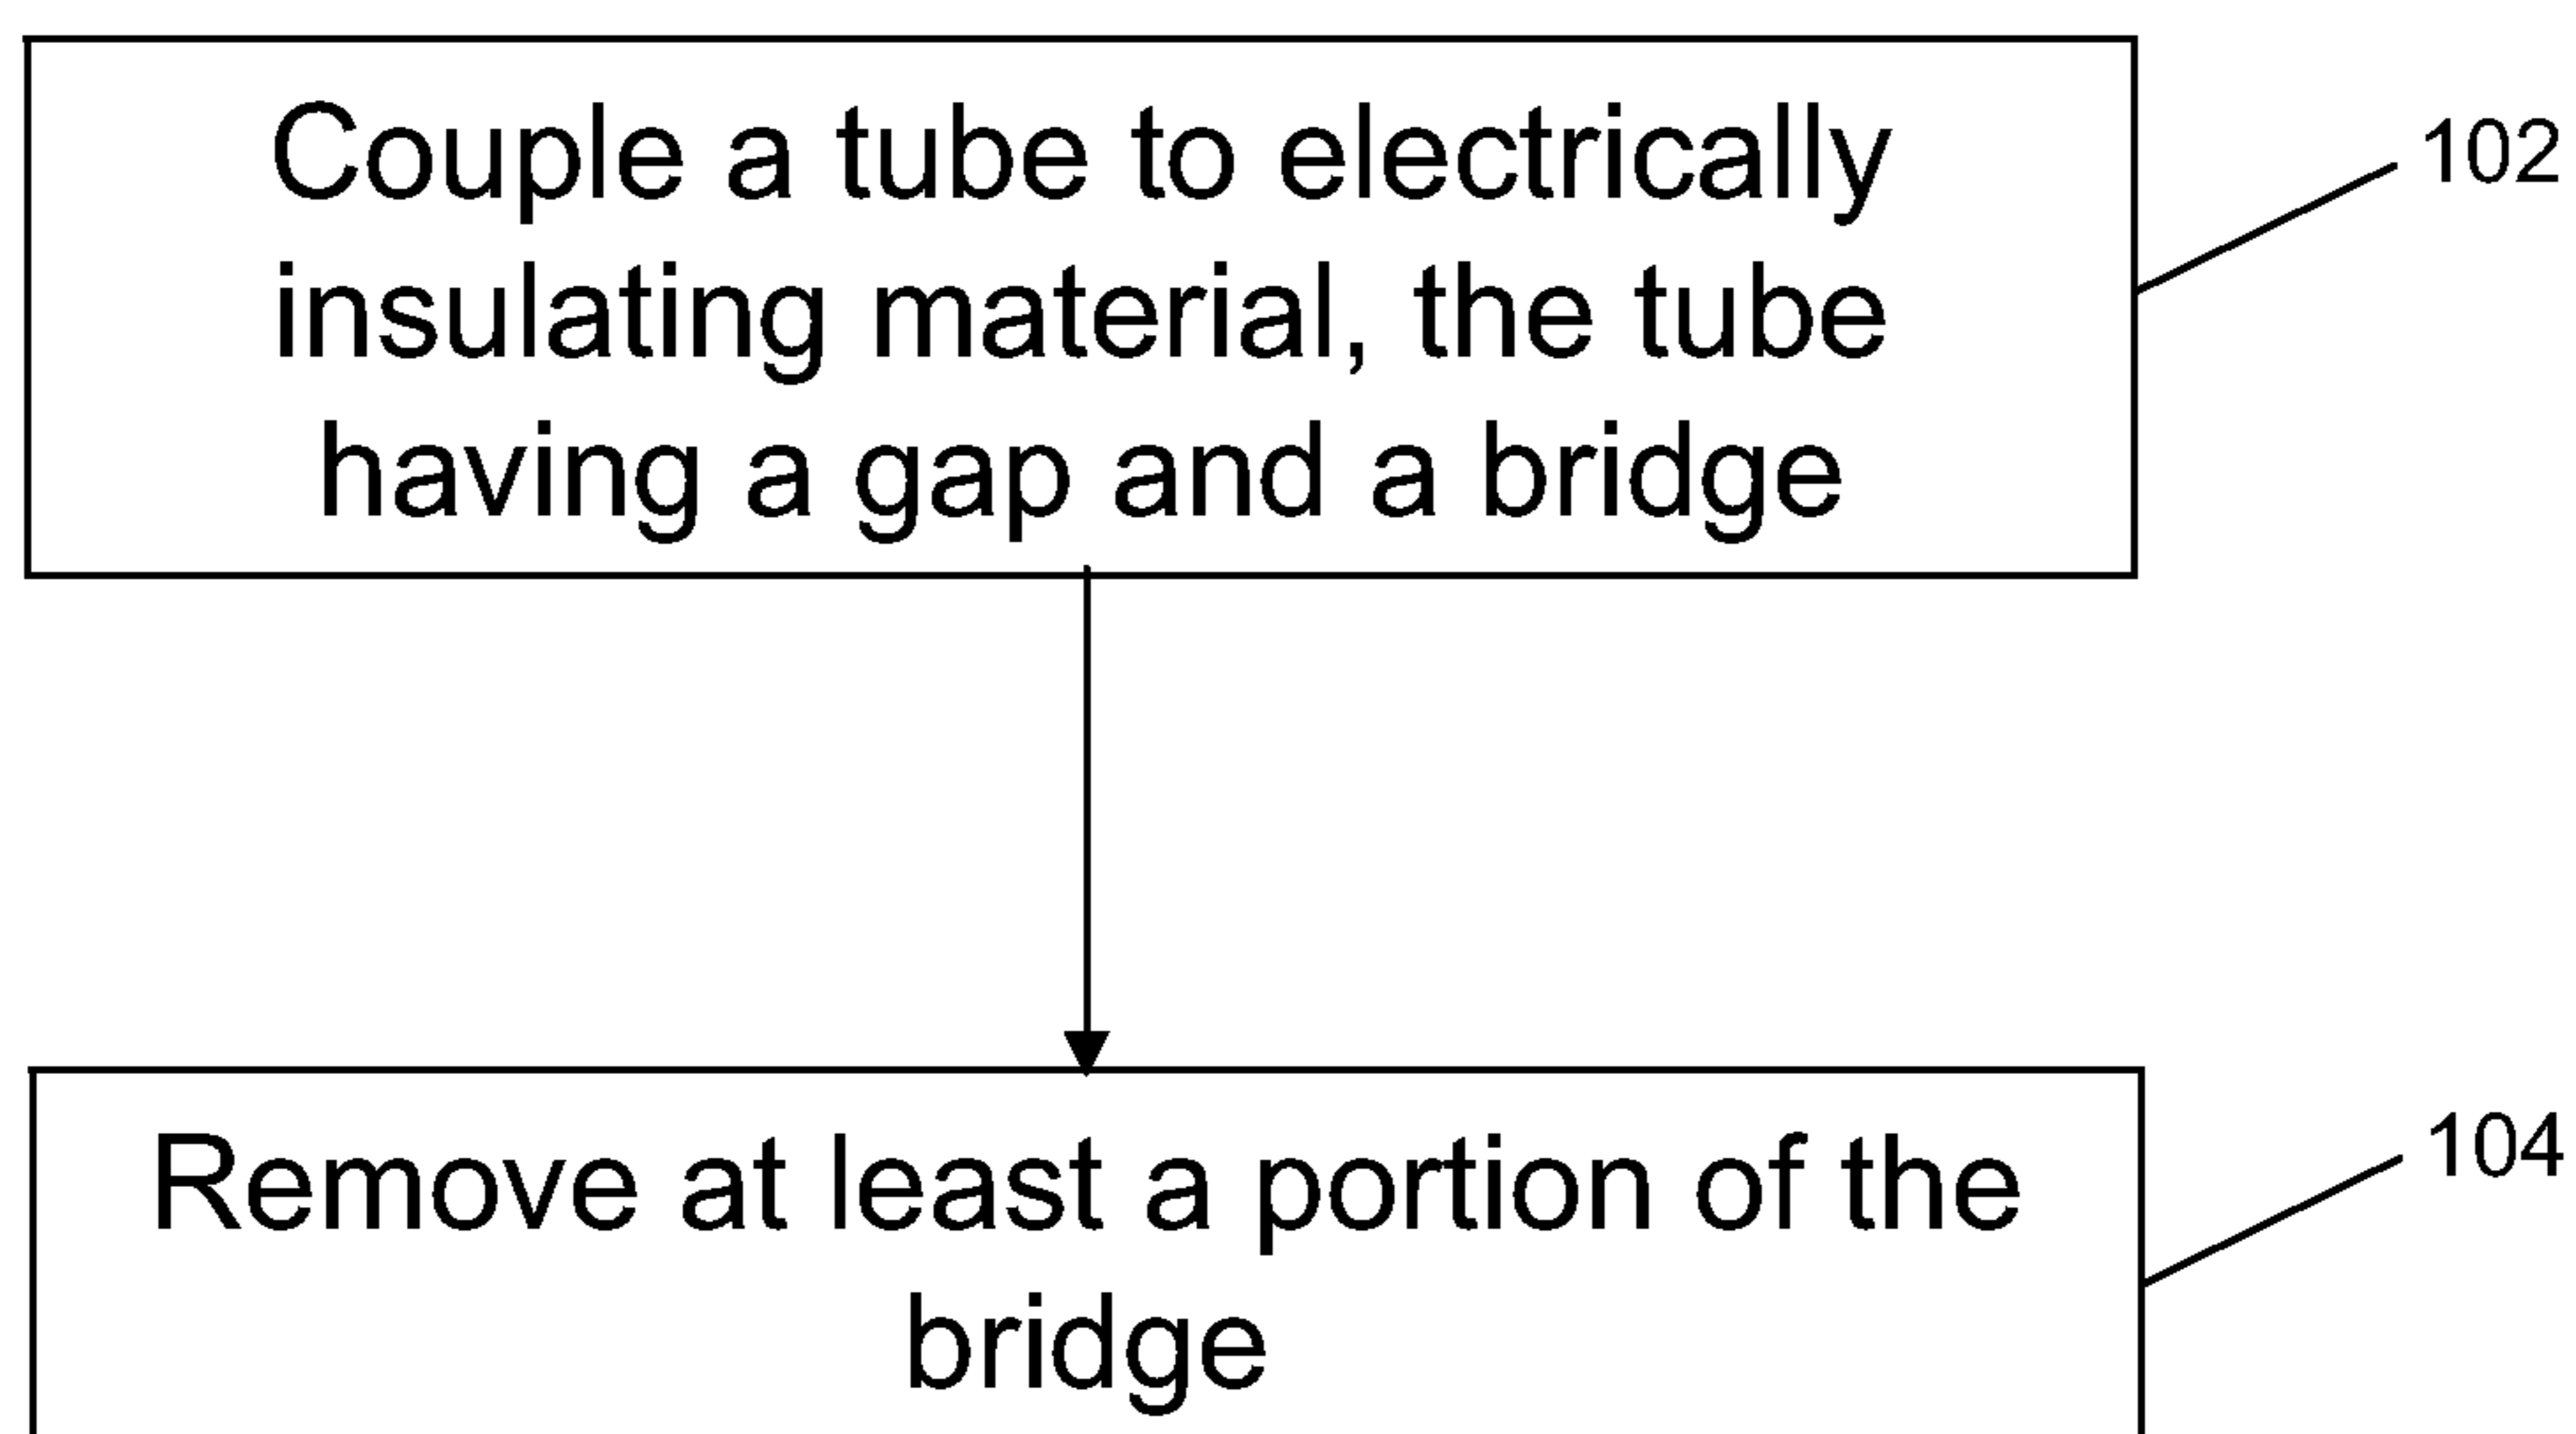 Couple a tube to electrically
insulating material, the tube
having a gap and a bridge
102
Remove at least a portion of the
bridge
104